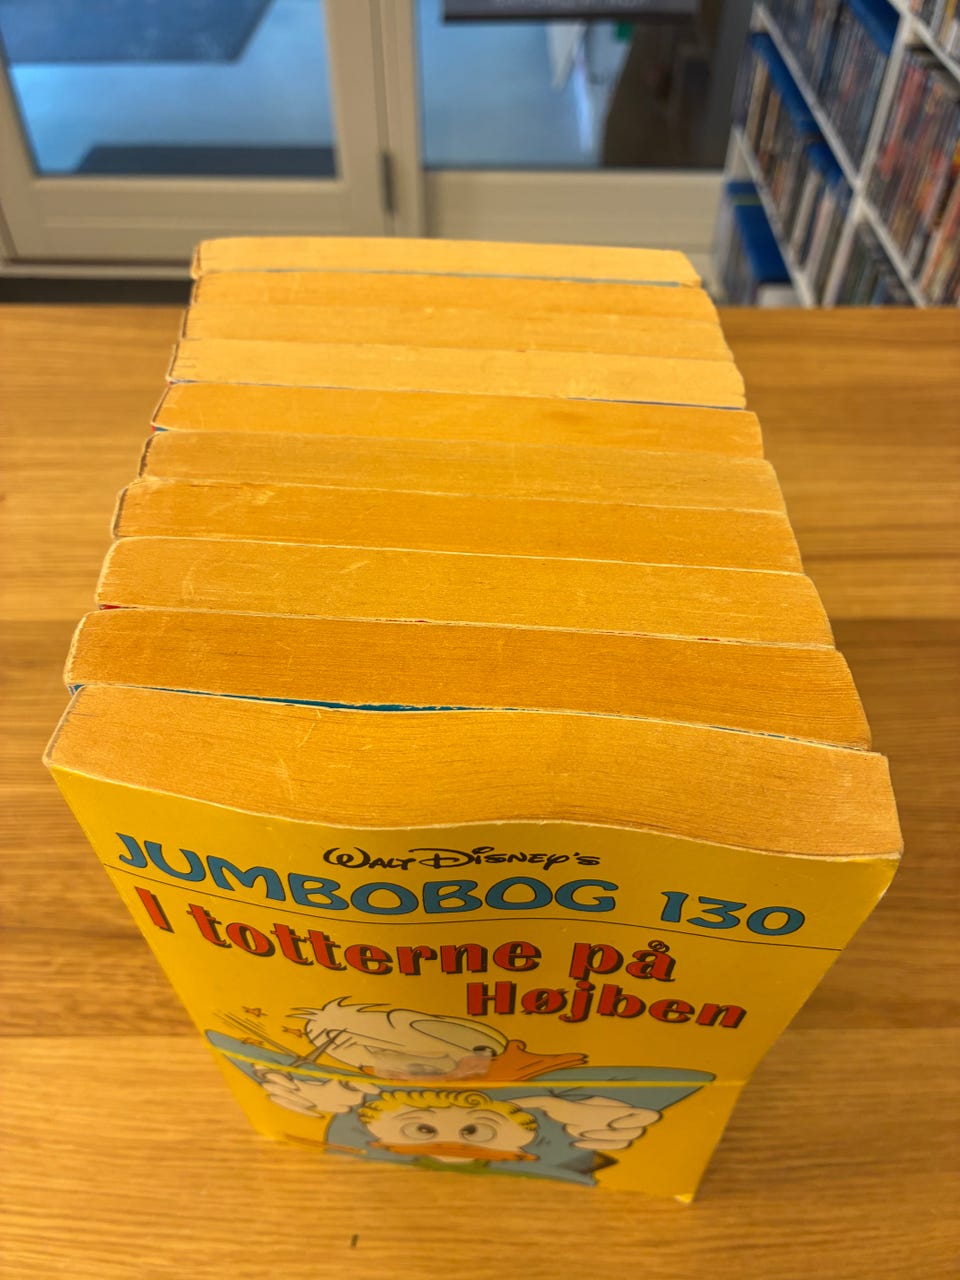 Walt Disney's
JUMBOBOG 130
I totterne på
Højben